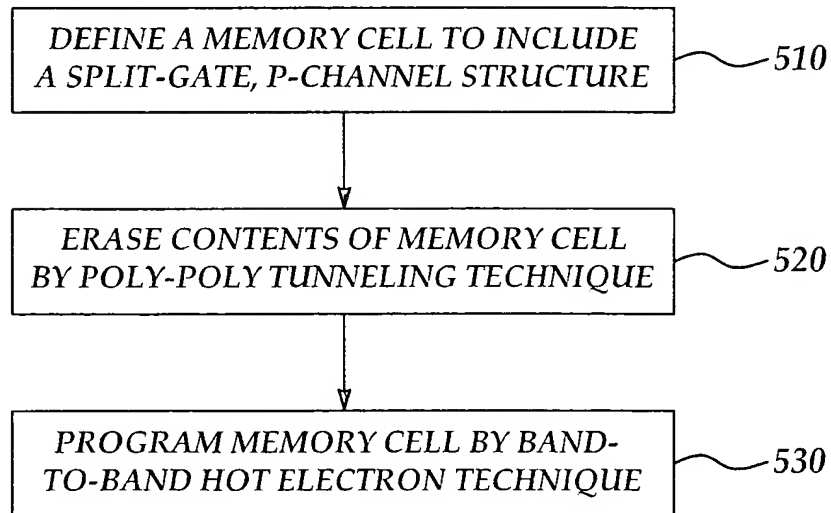 DEFINE A MEMORY CELL TO INCLUDE
A SPLIT-GATE, P-CHANNEL STRUCTURE
510
ERASE CONTENTS OF MEMORY CELL
BY POLY-POLY TUNNELING TECHNIQUE
520
PROGRAM MEMORY CELL BY BAND-
TO-BAND HOT ELECTRON TECHNIQUE
530